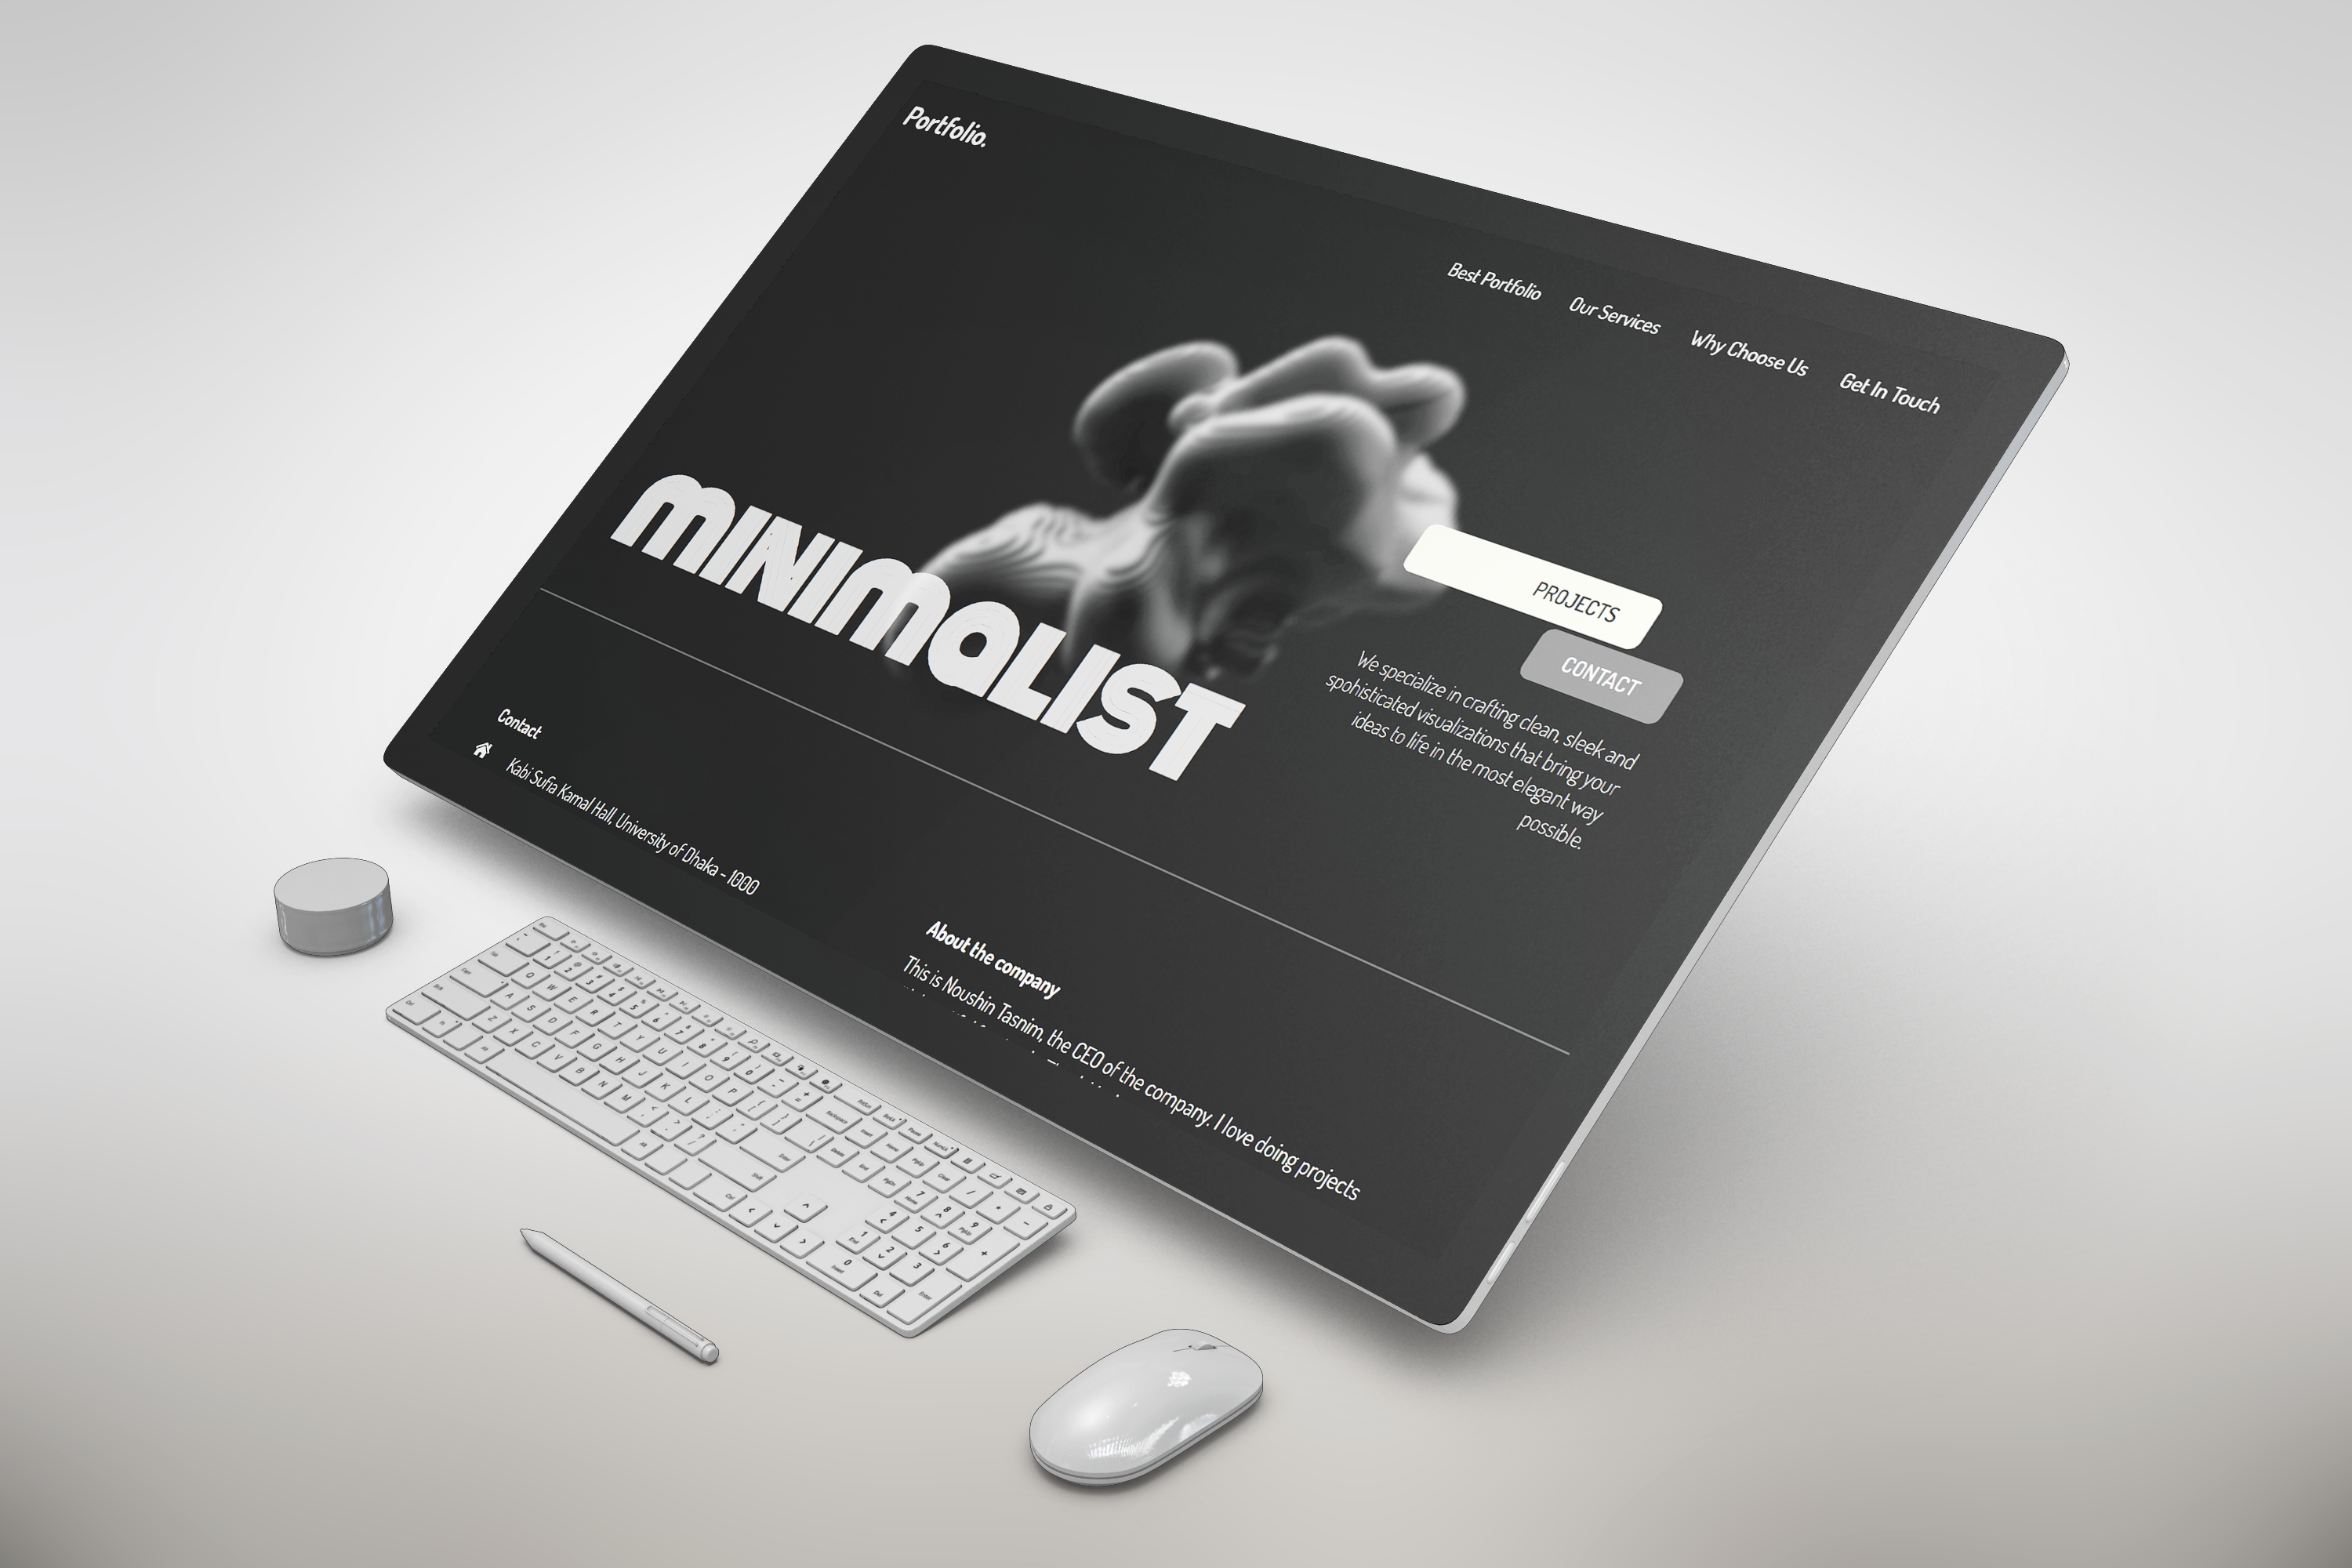 Portfolio.
Best Portfolio
Our Services
Why Choose Us
Get In Touch
MINIMALIST
PROJECTS
CONTACT
We specialize in crafting clean, sleek and
spohisticated visualizations that bring your
ideas to life in the most elegant way
possible.
Contact
Kabi Sufia Kamal Hall, University of Dhaka - 1000
About the company
This is Noushin Tasnim, the CEO of the company. I love doing projects